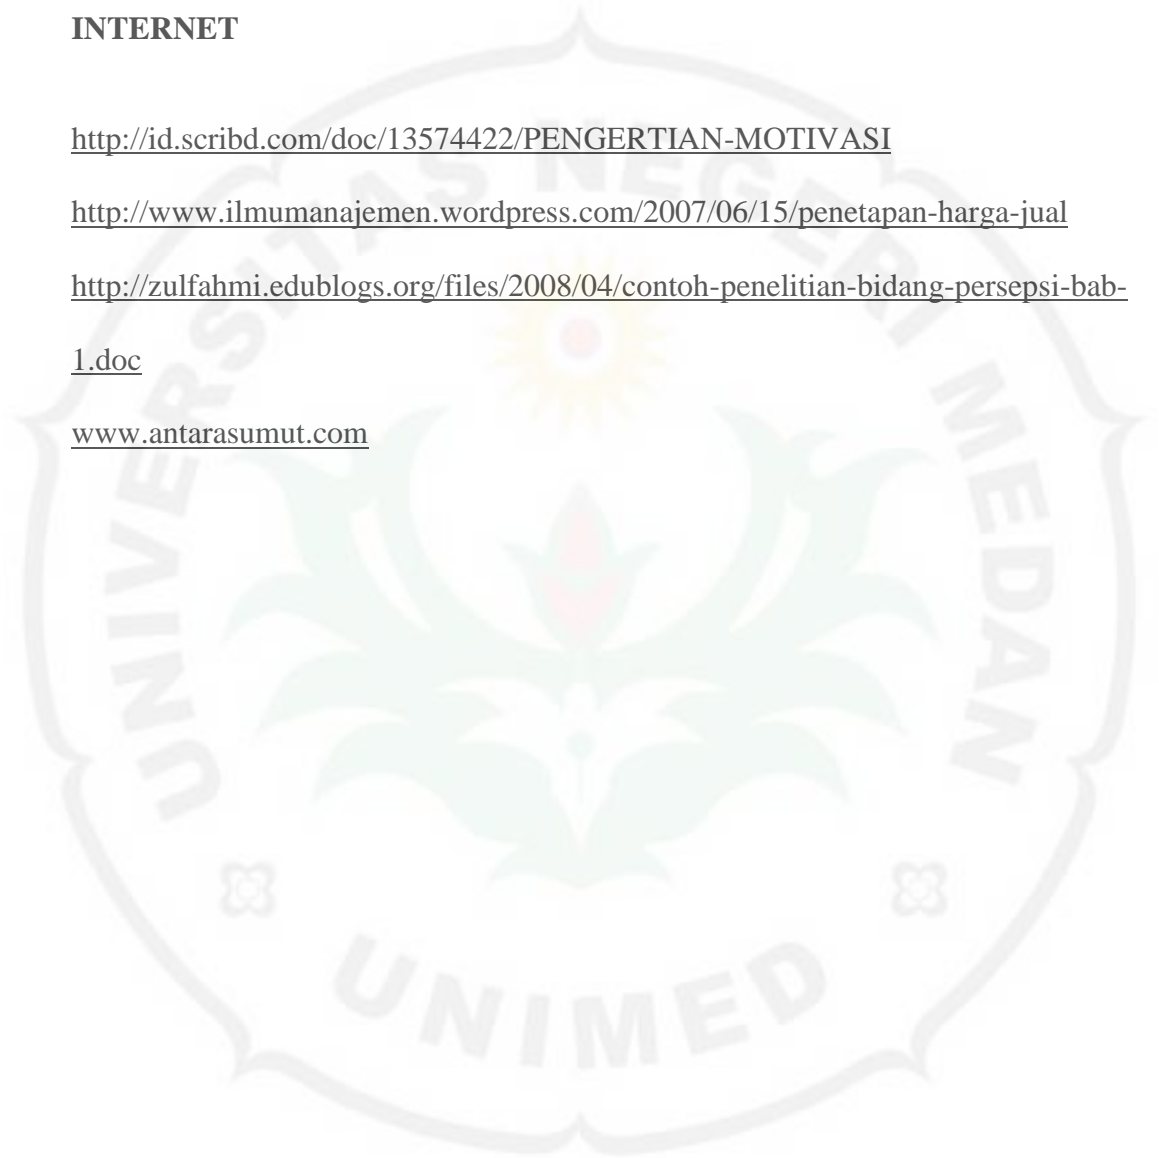 INTERNET
http://id.scribd.com/doc/13574422/PENGERTIAN-MOTIVASI
http://www.ilmumanajemen.wordpress.com/2007/06/15/penetapan-harga-jual
http://zulfahmi.edublogs.org/files/2008/04/contoh-penelitian-bidang-persepsi-bab-
1.doc
www.antarasumut.com
UNIVERSITAS NEGERI MEDAN
UNIMED